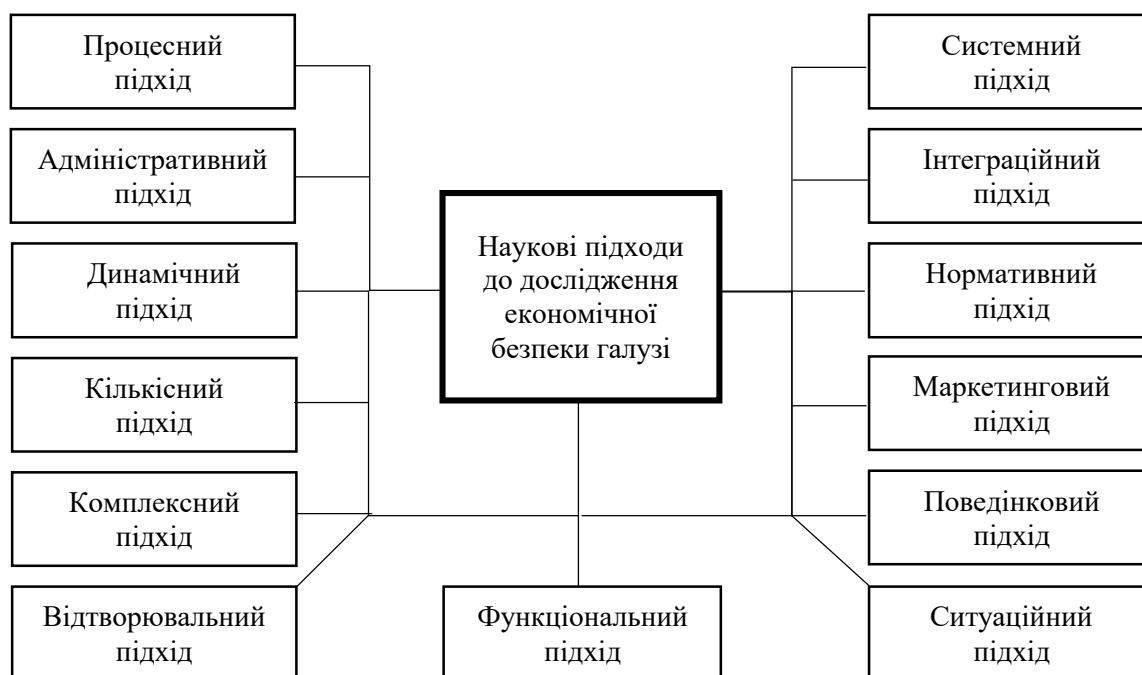 Процесний
підхід
Адміністративний
підхід
Динамічний
підхід
Кількісний
підхід
Комплексний
підхід
Відтворювальний
підхід
Наукові підходи
до дослідження
економічної
безпеки галузі
Функціональний
підхід
Системний
підхід
Інтеграційний
підхід
Нормативний
підхід
Маркетинговий
підхід
Поведінковий
підхід
Ситуаційний
підхід